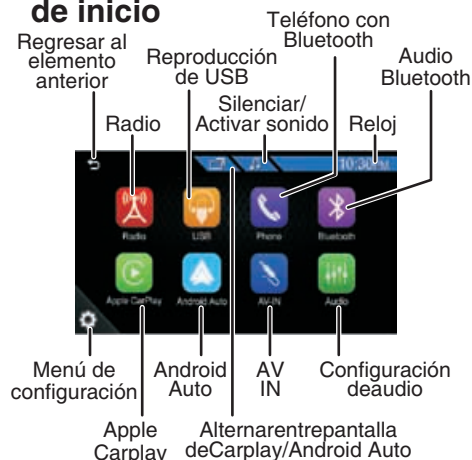 de inicio
Teléfono con
Bluetooth
Regresar al
elemento
anterior
Reproducción
de USB
Audio
Bluetooth
Silenciar/
Activar sonido
Radio
Reloj
10:30PM
Radio
USB
Phone
Bluetooth
Apple CarPlay
Android Auto
AV-IN
Audio
Menú de
configuración
Android
Auto
AV
IN
Configuración
deaudio
Apple
Carplay
Alternarentrepantalla
deCarplay/Android Auto